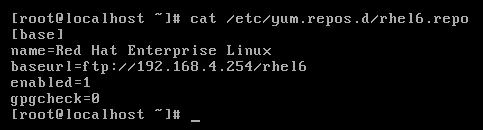 [root@localhost ~]# cat /etc/yum.repos.d/rhel6.repo
[base]
name=Red Hat Enterprise Linux
baseurl=ftp://192.168.4.254/rhel6
enabled=1
gpgcheck=0
[root@localhost ~]# _